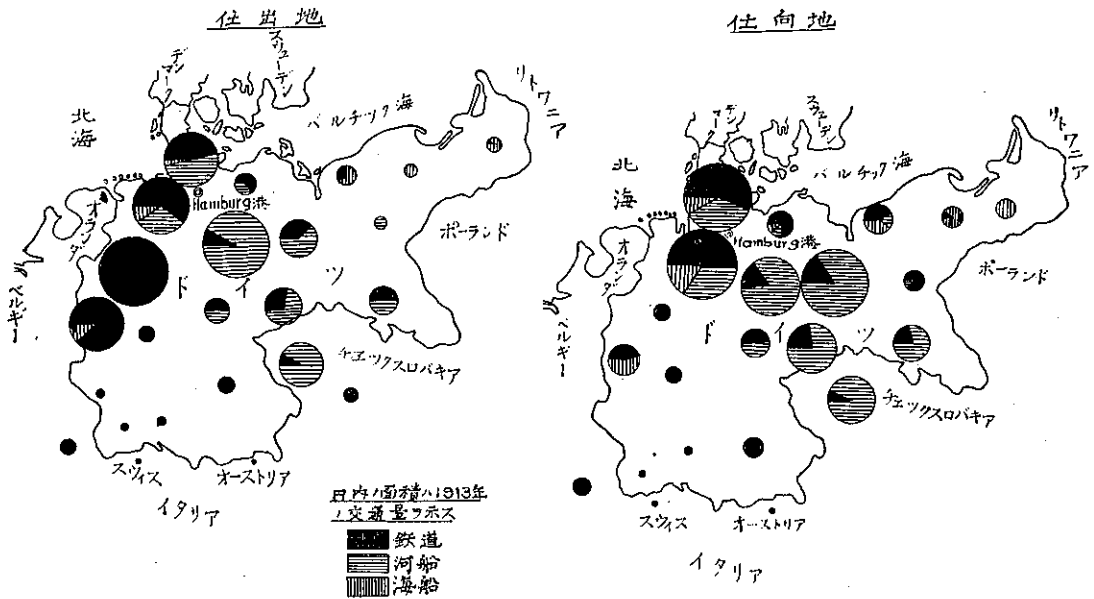 仕出地
デンマーク
スウューデン
リトワニア
北海
バルチック海
Hamburg港
オランダ
ポーランド
ベルギー
ドイツ
チエックスロバキア
スウィス
オーストリア
イタリア
仕向地
デンマーク
スウューデン
リトワニア
北海
バルチック海
Hamburg港
オランダ
ポーランド
ベルギー
ドイツ
チエックスロバキア
スウィス
オーストリア
イタリア
円内ノ面積ハ1913年
ノ交通量ヲ示ス
鉄道
河船
海船